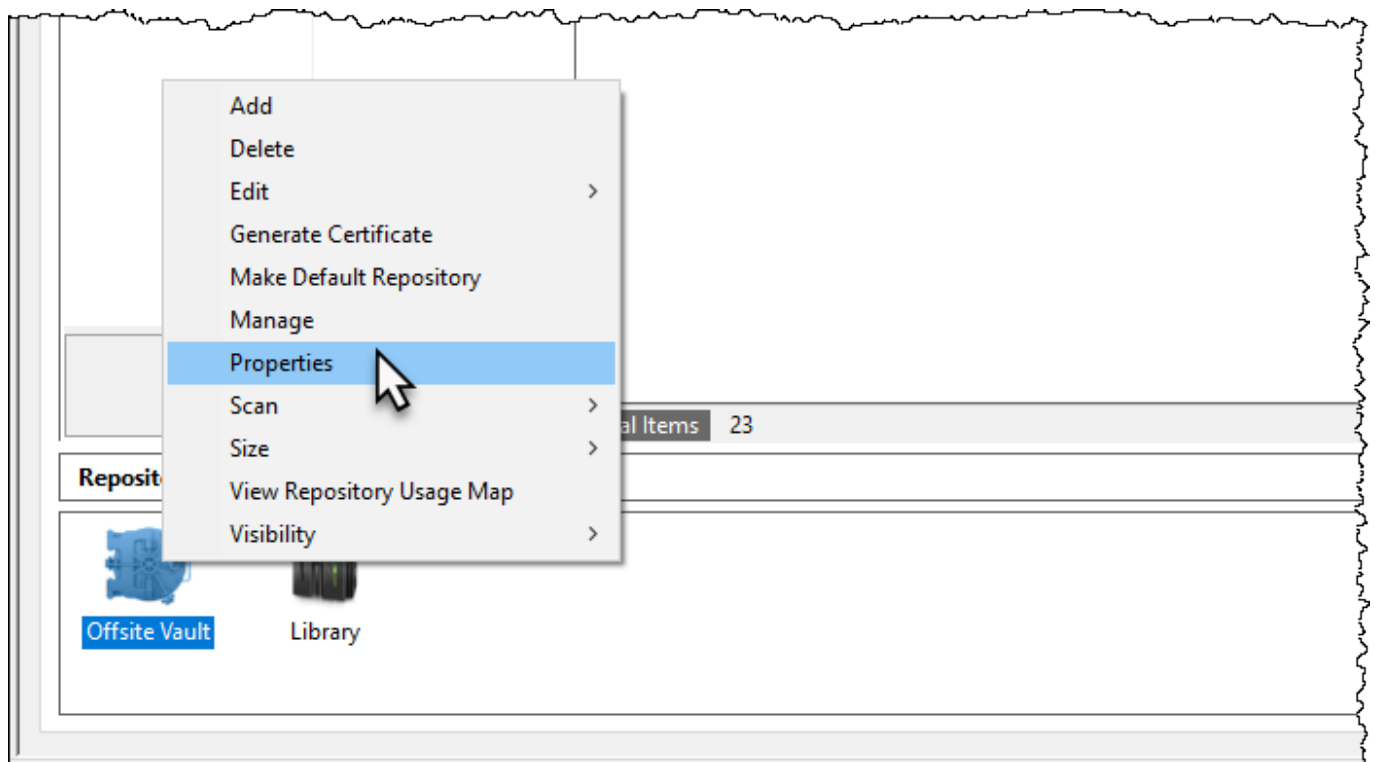 Add
Delete
Edit
Generate Certificate
Make Default Repository
Manage
Properties
Scan
al Items 23
Size
Reposit
View Repository Usage Map
Visibility
Offsite Vault
Library